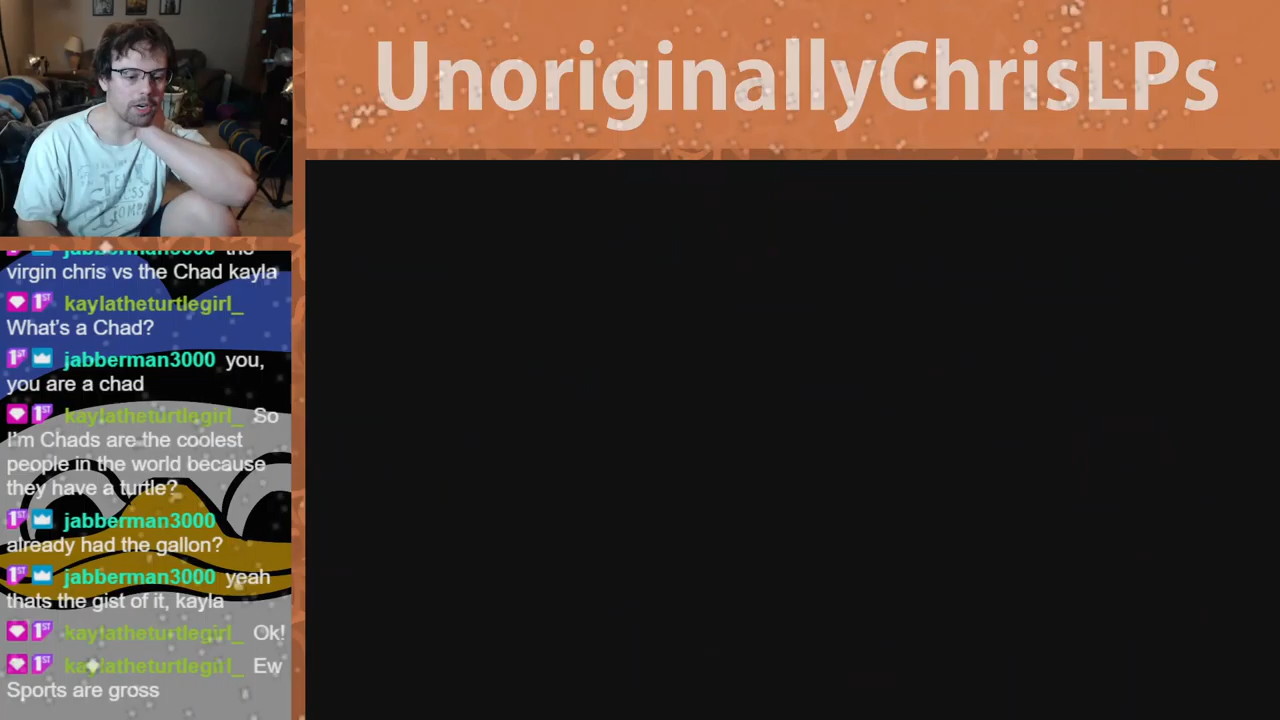 UnoriginallyChrisLPs
jabberman3000 the
virgin chris vs the Chad kayla
kaylatheturtlegirl_
What's a Chad?
jabberman3000 you,
you are a chad
kaylatheturtlegirl_ So
I'm Chads are the coolest
people in the world because
they have a turtle?
jabberman3000
already had the gallon?
jabberman3000 yeah
thats the gist of it, kayla
kaylatheturtlegirl_ Ok!
kaylatheturtlegirl_ Ew
Sports are gross